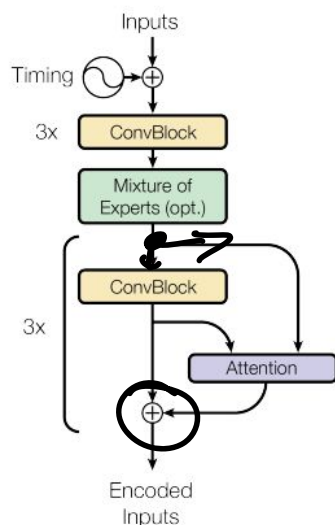 Inputs
Timing
3x
ConvBlock
Mixture of
Experts (opt.)
3x
ConvBlock
Attention
Encoded
Inputs